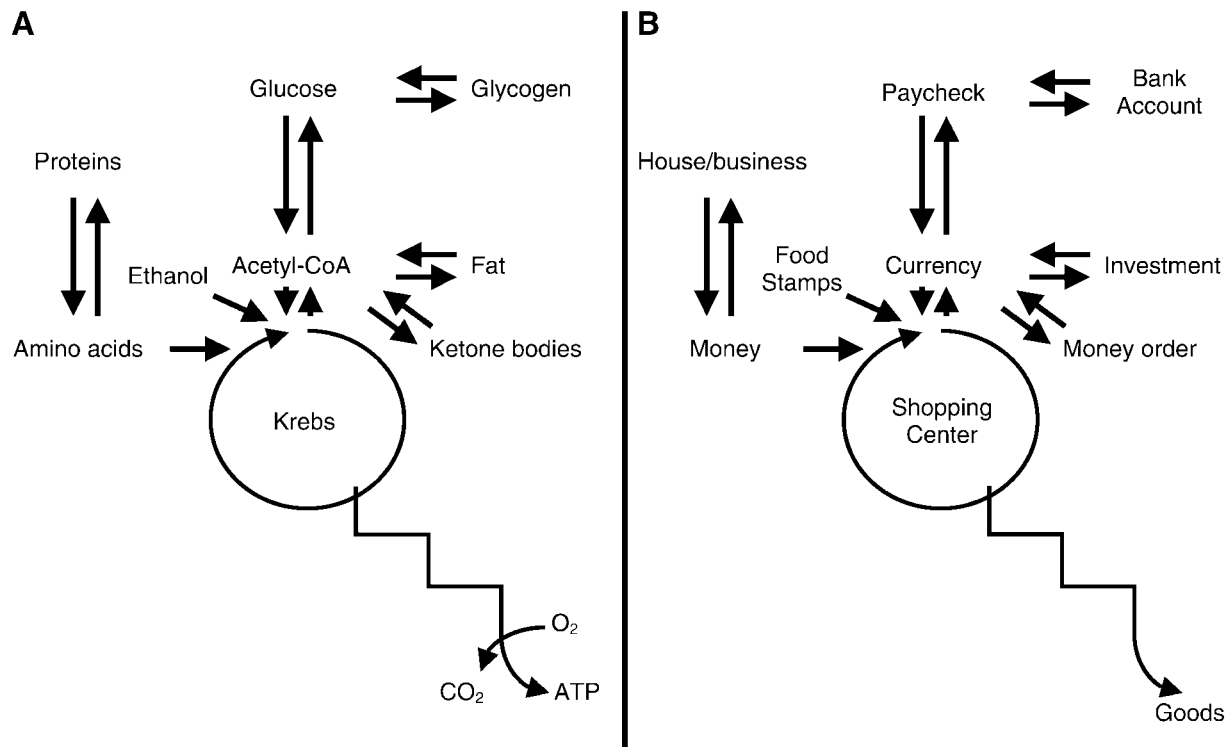 A
Glucose
Glycogen
Proteins
Ethanol
Acetyl-CoA
Fat
Amino acids
Ketone bodies
Krebs
O₂
CO₂
ATP
B
Paycheck
Bank
Account
House/business
Food
Stamps
Currency
Investment
Money
Money order
Shopping
Center
Goods